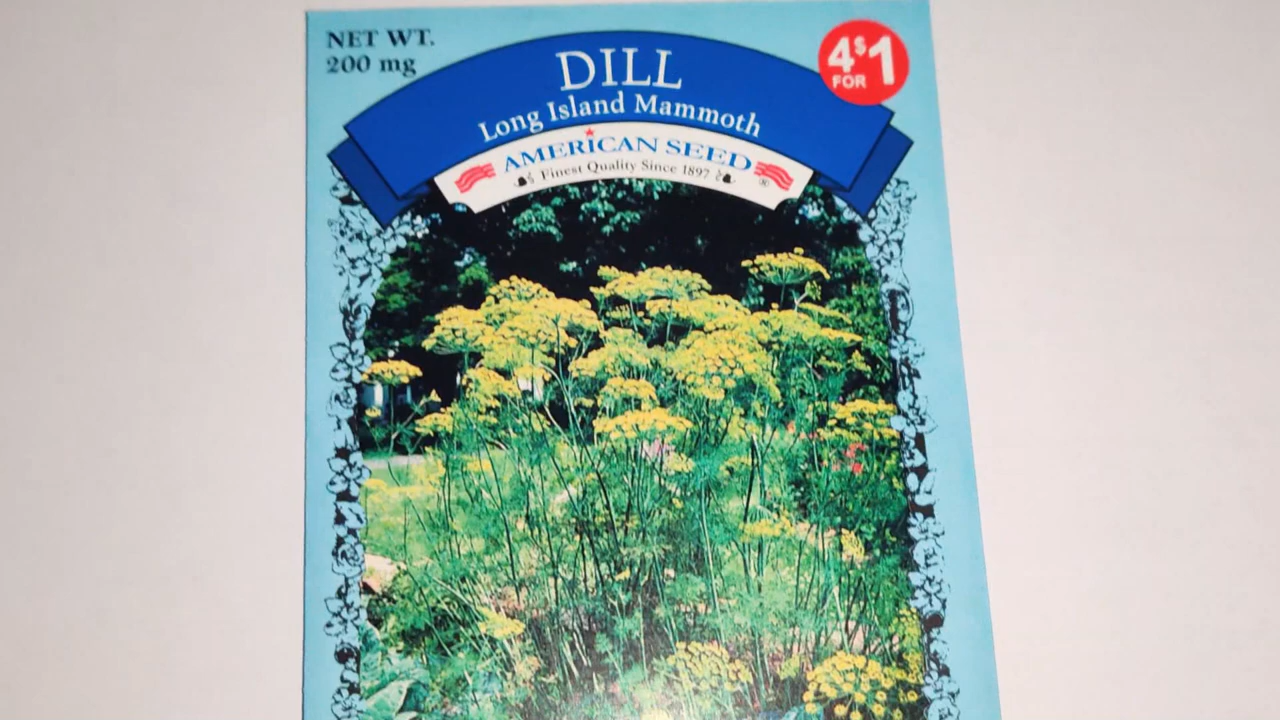 NET WT.
200 mg
DILL
Long Island Mammoth
AMERICAN SEED
Finest Quality Since 1897
®
4 FOR $1